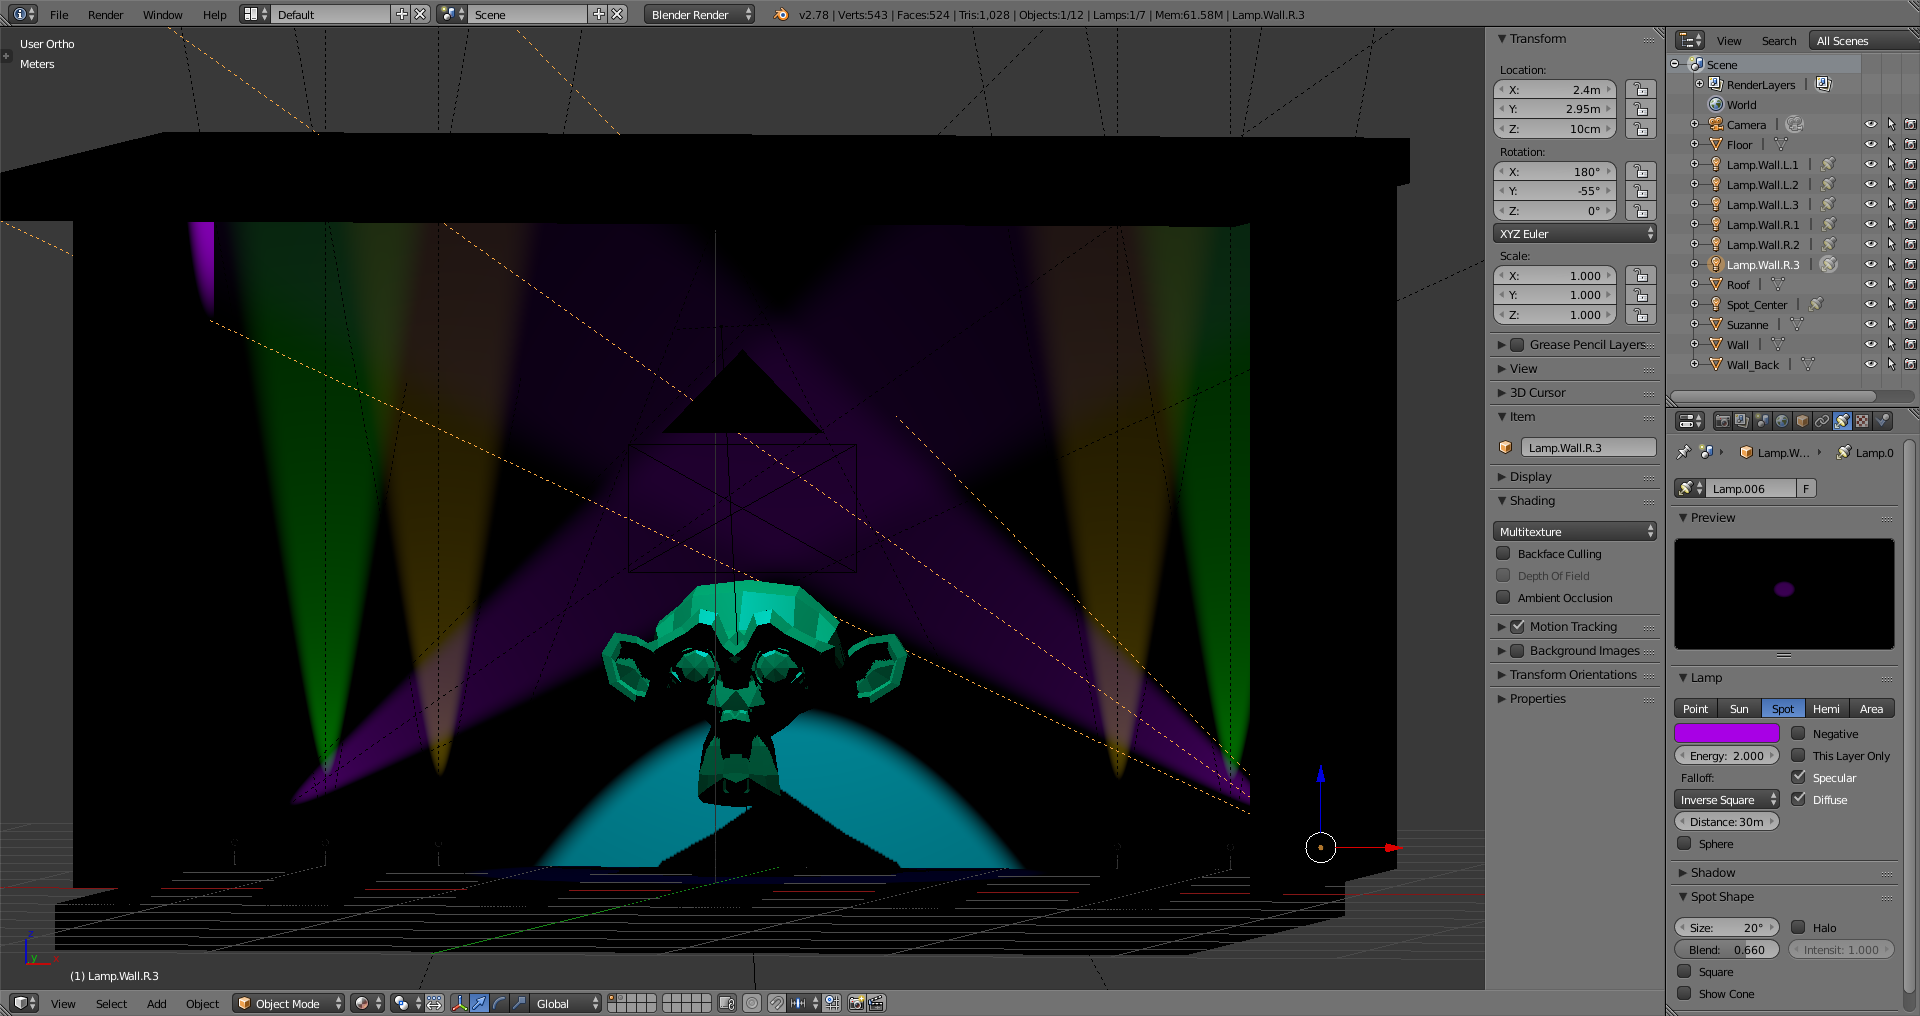 File Render Window Help Default Scene Blender Render v2.78 | Verts:543 | Faces:524 | Tris:1,028 | Objects:1/12 | Lamps:1/7 | Mem:61.58M | Lamp.Wall.R.3
User Ortho
Meters
(1) Lamp.Wall.R.3
z
y
View Select Add Object Object Mode Global
Transform
Location:
X: 2.4m
Y: 2.95m
Z: 10cm
Rotation:
X: 180°
Y: -55°
Z: 0°
XYZ Euler
Scale:
X: 1.000
Y: 1.000
Z: 1.000
Grease Pencil Layers
View
3D Cursor
Item
Lamp.Wall.R.3
Display
Shading
Multitexture
Backface Culling
Depth Of Field
Ambient Occlusion
Motion Tracking
Background Images
Transform Orientations
Properties
View Search All Scenes
Scene
RenderLayers
World
Camera
Floor
Lamp.Wall.L.1
Lamp.Wall.L.2
Lamp.Wall.L.3
Lamp.Wall.R.1
Lamp.Wall.R.2
Lamp.Wall.R.3
Roof
Spot_Center
Suzanne
Wall
Wall_Back
Lamp.W... Lamp.0
Lamp.006 F
Preview
Lamp
Point Sun Spot Hemi Area
Negative
Energy: 2.000 This Layer Only
Falloff: Specular
Inverse Square Diffuse
Distance: 30m
Sphere
Shadow
Spot Shape
Size: 20° Halo
Blend: 0.660 Intensit: 1.000
Square
Show Cone